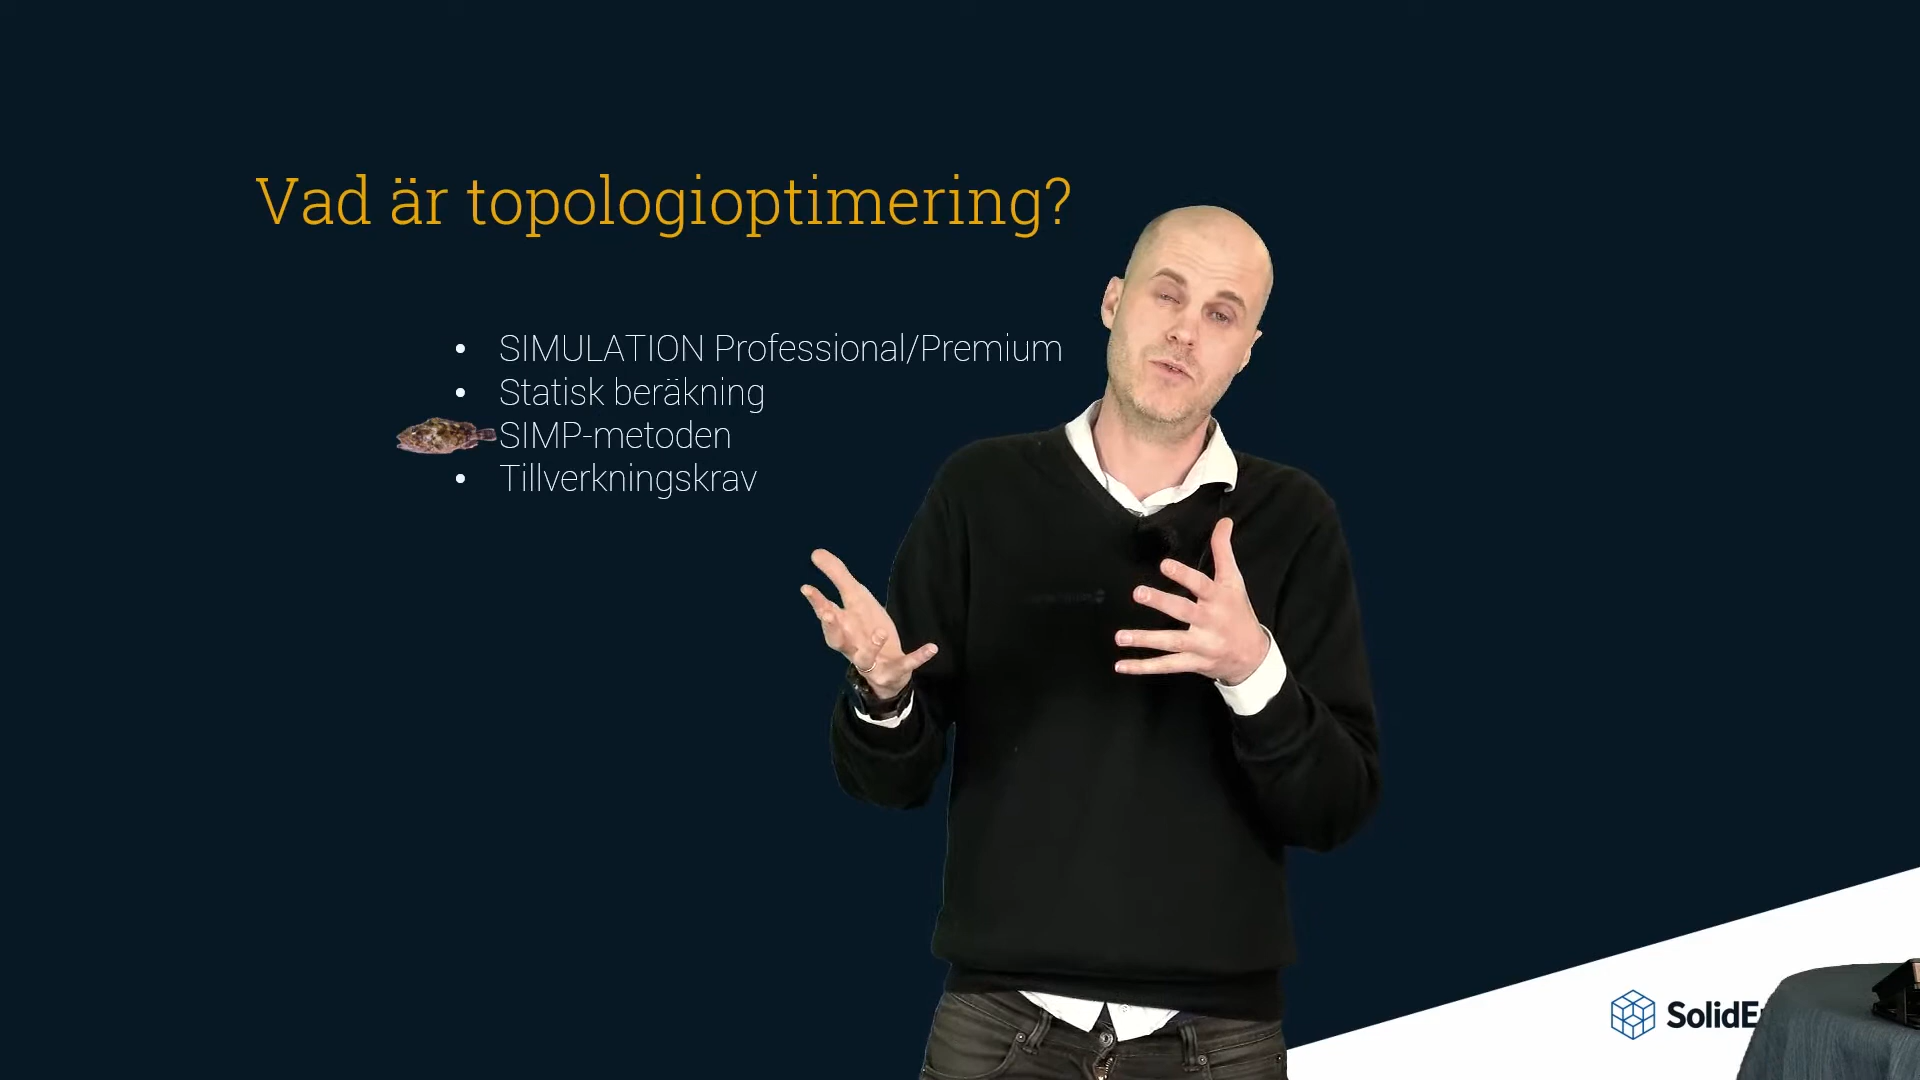 Vad är topologioptimering?
• SIMULATION Professional/Premium
• Statisk beräkning
SIMP-metoden
• Tillverkningskrav